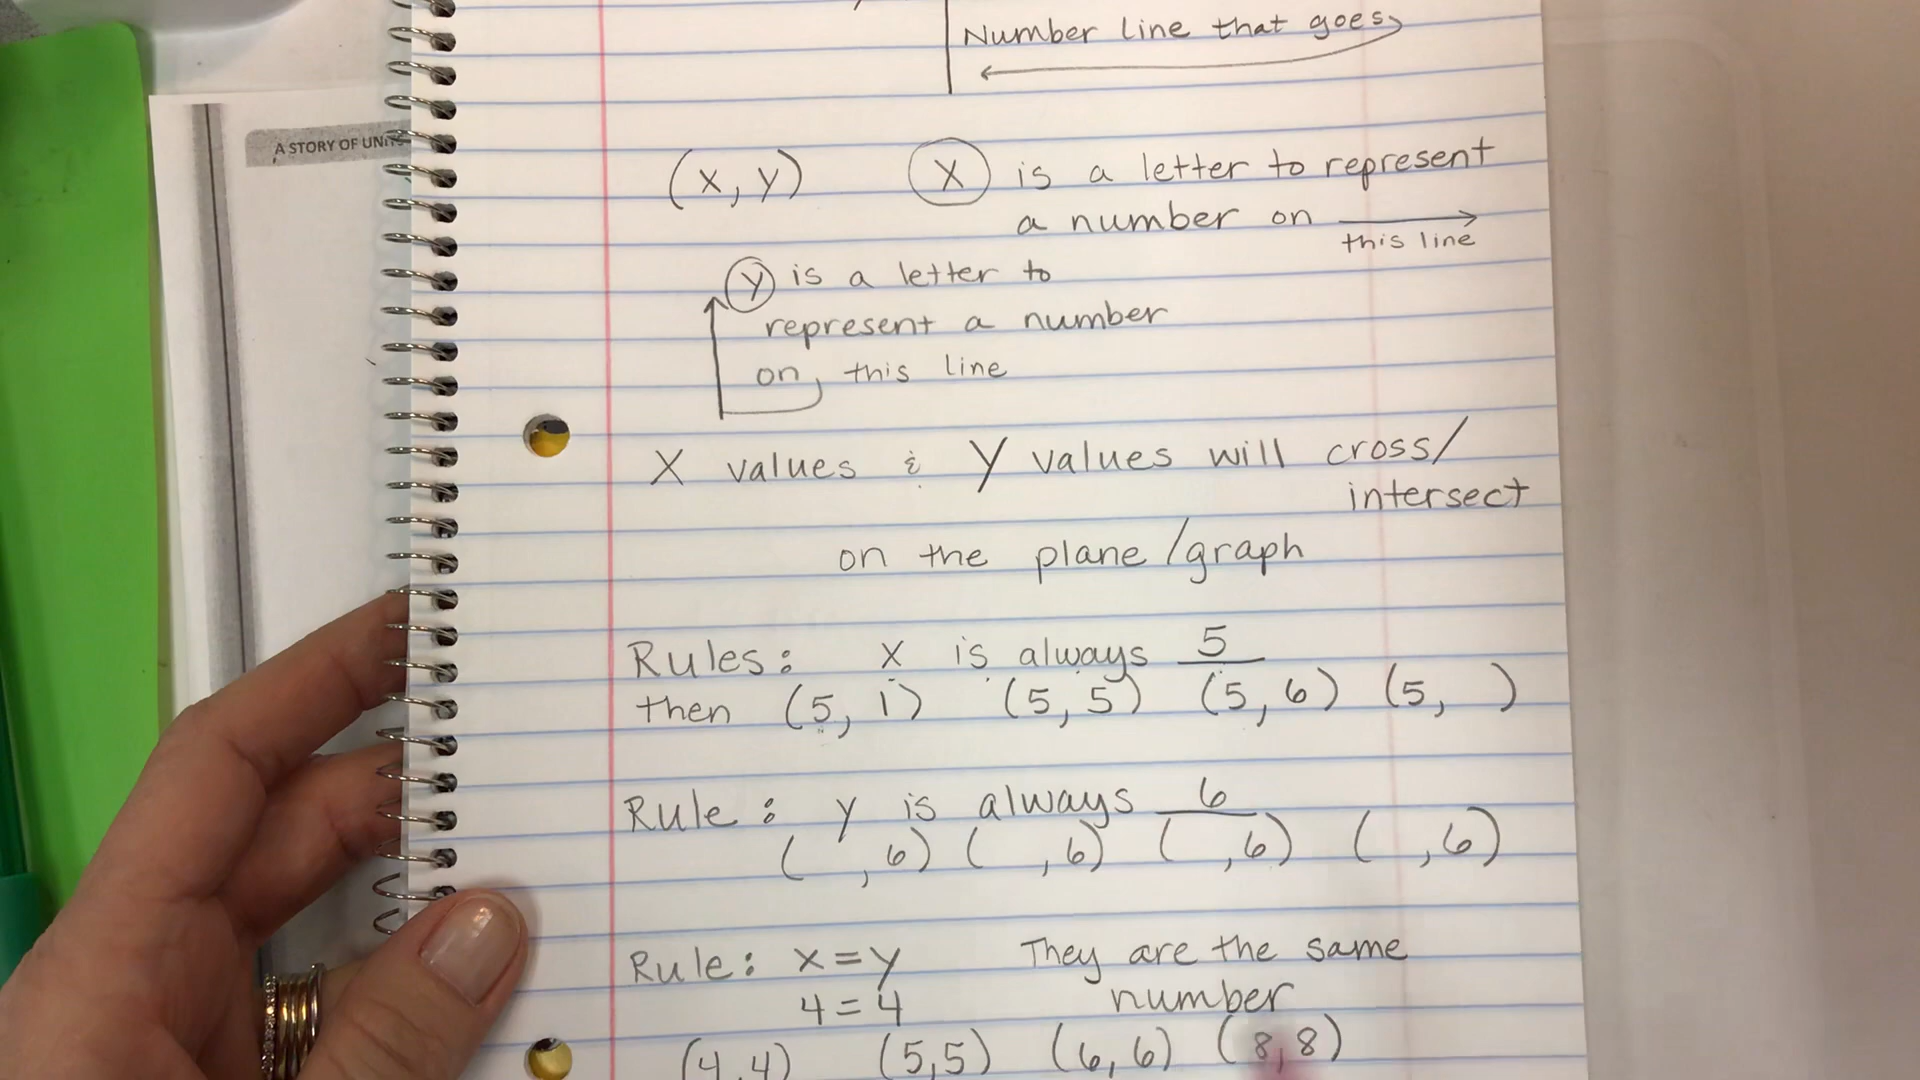 Number line that goes
A STORY OF UNITS
(x, y) X is a letter to represent
a number on
this line
y is a letter to
represent a number
on this line
X values & Y values will cross/
intersect
on the plane/graph
Rules: x is always 5
then (5, 1) (5, 5) (5, 6) (5, )
Rule: y is always 6
( , 6) ( , 6) ( , 6) ( , 6)
Rule: x=y They are the same
4=4 number
(4,4) (5,5) (6,6) (8,8)